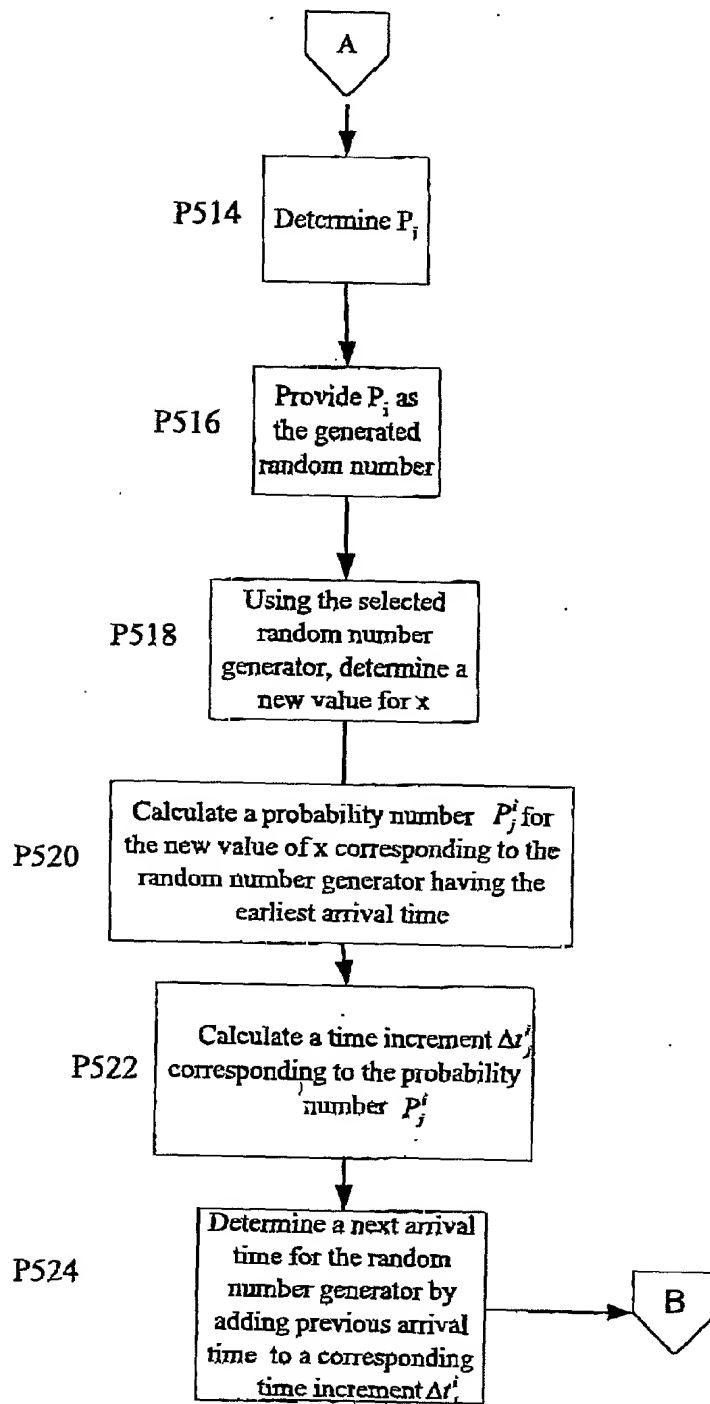 A
P514
Determine P_i
P516
Provide P_i as
the generated
random number
P518
Using the selected
random number
generator, determine a
new value for x
P520
Calculate a probability number P_j^i for
the new value of x corresponding to the
random number generator having the
earliest arrival time
P522
Calculate a time increment Δt_j^i
corresponding to the probability
number P_j^i
P524
Determine a next arrival
time for the random
number generator by
adding previous arrival
time to a corresponding
time increment Δt^i
B